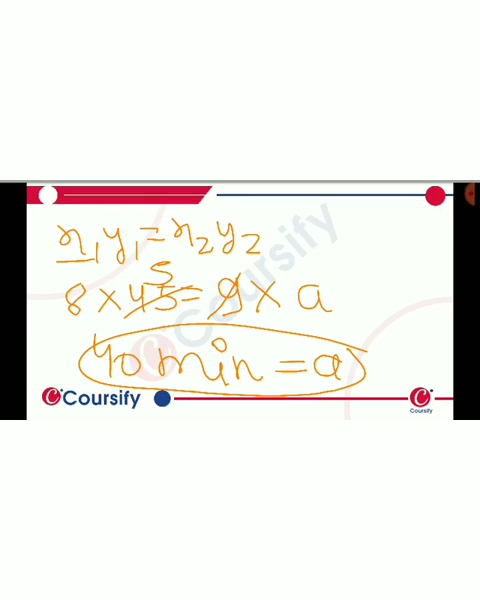 x₁y₁ = x₂y₂
5
8 × 45 = 9 × a
40 min = a
Coursify
Coursify
Coursify